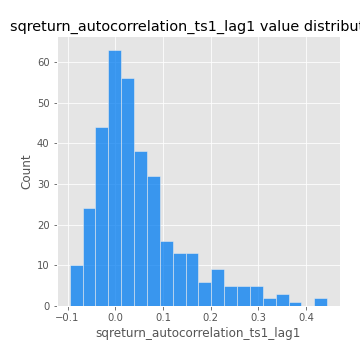 sqreturn_autocorrelation_ts1_lag1 value distribut
60
50
40
30
20
10
0
Count
−0.1 0.0 0.1 0.2 0.3 0.4
sqreturn_autocorrelation_ts1_lag1